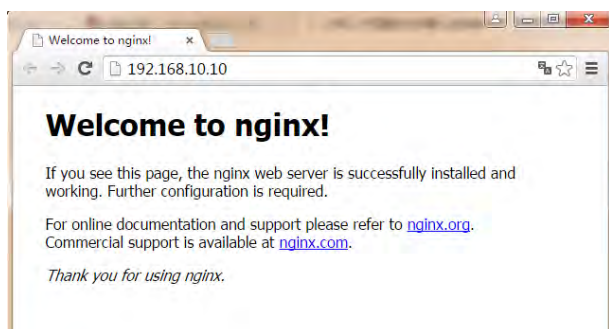 Welcome to nginx!
192.168.10.10
Welcome to nginx!
If you see this page, the nginx web server is successfully installed and
working. Further configuration is required.
For online documentation and support please refer to nginx.org.
Commercial support is available at nginx.com.
Thank you for using nginx.